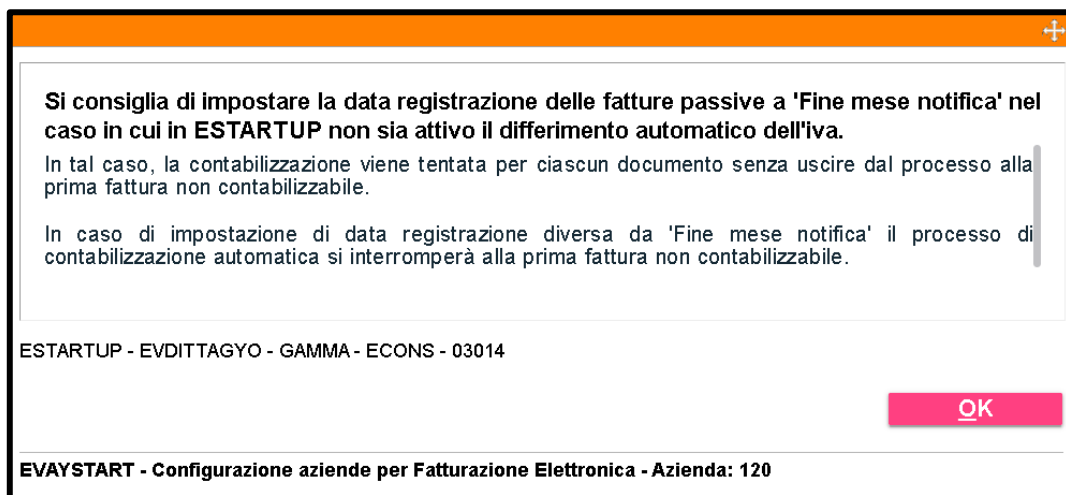 Si consiglia di impostare la data registrazione delle fatture passive a 'Fine mese notifica' nel
caso in cui in ESTARTUP non sia attivo il differimento automatico dell'iva.
In tal caso, la contabilizzazione viene tentata per ciascun documento senza uscire dal processo alla
prima fattura non contabilizzabile.
In caso di impostazione di data registrazione diversa da 'Fine mese notifica' il processo di
contabilizzazione automatica si interromperà alla prima fattura non contabilizzabile.
ESTARTUP - EVDITTAGYO - GAMMA - ECONS - 03014
OK
EVAYSTART - Configurazione aziende per Fatturazione Elettronica - Azienda: 120